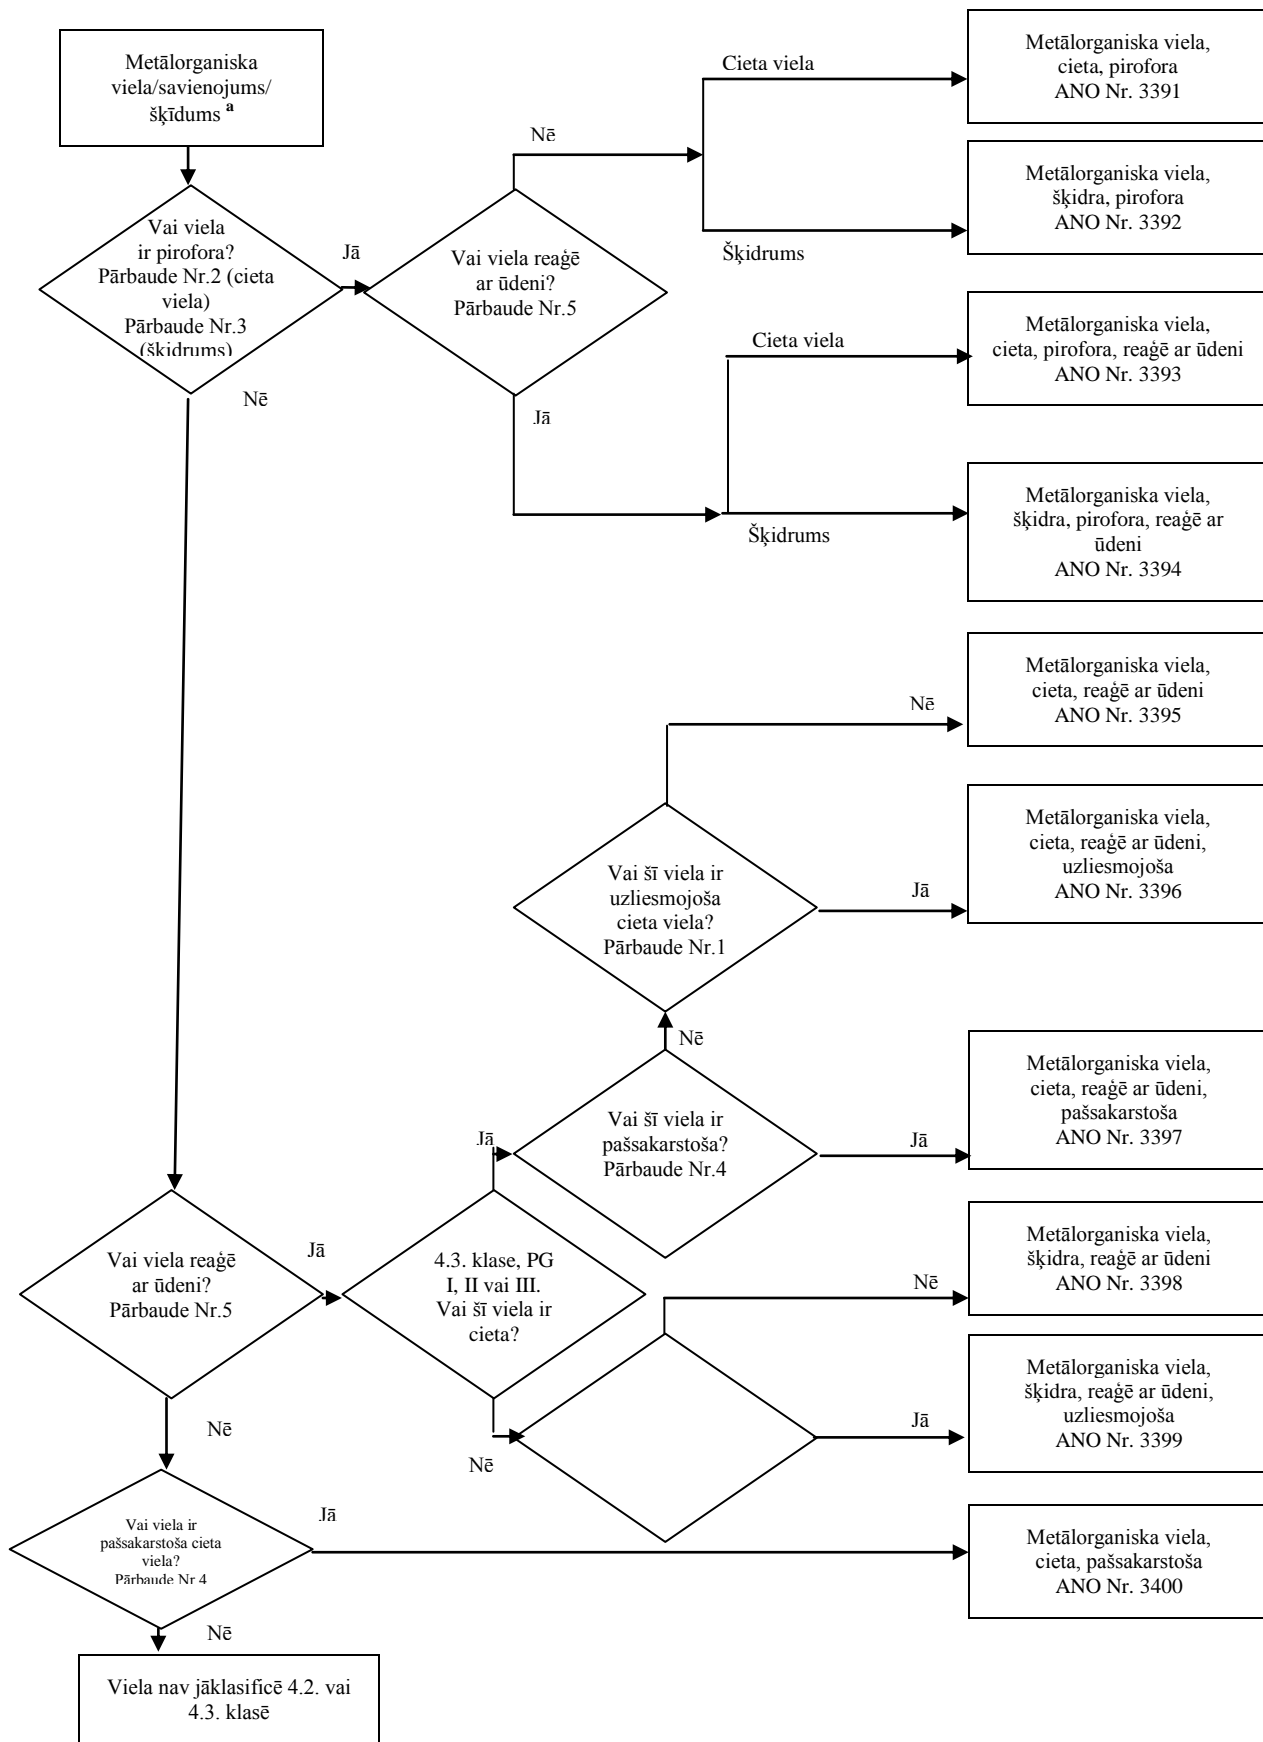 Metālorganiska
viela/savienojums/
šķīdums a
Vai viela
ir pirofora?
Pārbaude Nr.2 (cieta
viela)
Pārbaude Nr.3
(šķidrums)
Jā
Nē
Vai viela reaģē
ar ūdeni?
Pārbaude Nr.5
Nē
Jā
Cieta viela
Šķidrums
Metālorganiska viela,
cieta, pirofora
ANO Nr. 3391
Metālorganiska viela,
šķidra, pirofora
ANO Nr. 3392
Cieta viela
Šķidrums
Metālorganiska viela,
cieta, pirofora, reaģē ar ūdeni
ANO Nr. 3393
Metālorganiska viela,
šķidra, pirofora, reaģē ar
ūdeni
ANO Nr. 3394
Nē
Metālorganiska viela,
cieta, reaģē ar ūdeni
ANO Nr. 3395
Vai šī viela ir
uzliesmojoša
cieta viela?
Pārbaude Nr.1
Jā
Metālorganiska viela,
cieta, reaģē ar ūdeni,
uzliesmojoša
ANO Nr. 3396
Nē
Vai šī viela ir
pašsakarstoša?
Pārbaude Nr.4
Jā
Jā
Metālorganiska viela,
cieta, reaģē ar ūdeni,
pašsakarstoša
ANO Nr. 3397
Vai viela reaģē
ar ūdeni?
Pārbaude Nr.5
Jā
4.3. klase, PG
I, II vai III.
Vai šī viela ir
cieta?
Nē
Metālorganiska viela,
šķidra, reaģē ar ūdeni
ANO Nr. 3398
Nē
Nē
Jā
Metālorganiska viela,
šķidra, reaģē ar ūdeni,
uzliesmojoša
ANO Nr. 3399
Vai viela ir
pašsakarstoša cieta
viela?
Pārbaude Nr.4
Jā
Metālorganiska viela,
cieta, pašsakarstoša
ANO Nr. 3400
Nē
Viela nav jāklasificē 4.2. vai
4.3. klasē